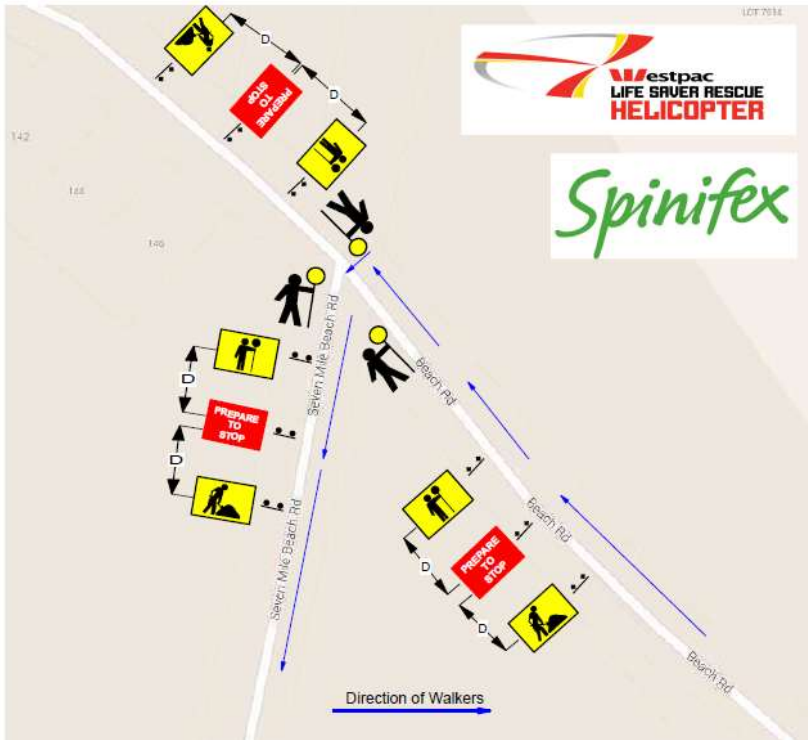 LOT 7014
Westpac
LIFE SAVER RESCUE
HELICOPTER
Spinifex
142
144
146
D
D
PREPARE
TO
STOP
Seven Mile Beach Rd
Beach Rd
D
PREPARE
TO
STOP
D
Seven Mile Beach Rd
Beach Rd
D
PREPARE
TO
STOP
D
Beach Rd
Direction of Walkers